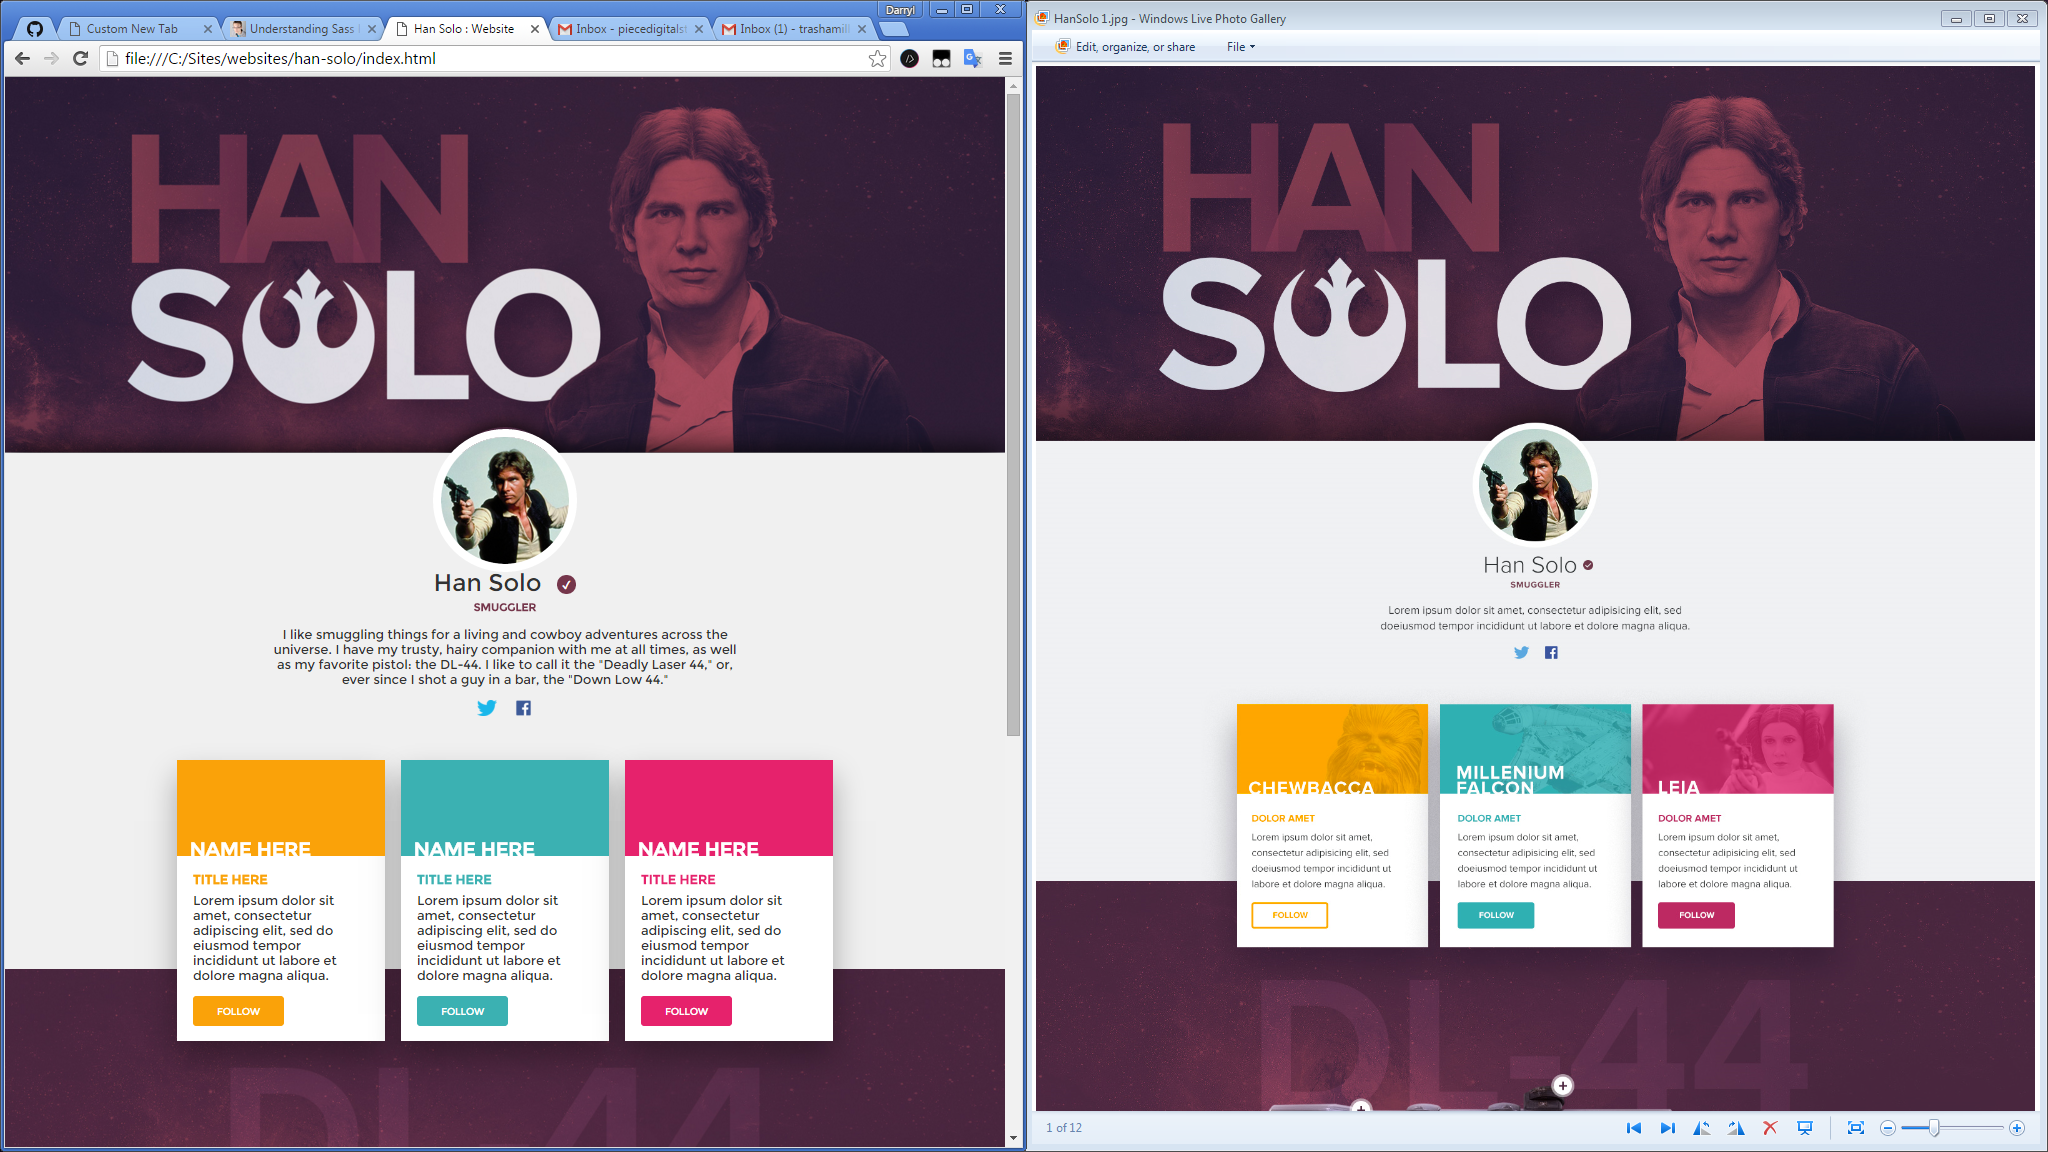 Darryl
Custom New Tab
Understanding Sass
Han Solo : Website
Inbox - piecedigitalst
Inbox (1) - trashamill
file:///C:/Sites/websites/han-solo/index.html
HAN
SOLO
Han Solo
SMUGGLER
I like smuggling things for a living and cowboy adventures across the
universe. I have my trusty, hairy companion with me at all times, as well
as my favorite pistol: the DL-44. I like to call it the "Deadly Laser 44," or,
ever since I shot a guy in a bar, the "Down Low 44."
NAME HERE
TITLE HERE
Lorem ipsum dolor sit
amet, consectetur
adipiscing elit, sed do
eiusmod tempor
incididunt ut labore et
dolore magna aliqua.
FOLLOW
NAME HERE
TITLE HERE
Lorem ipsum dolor sit
amet, consectetur
adipiscing elit, sed do
eiusmod tempor
incididunt ut labore et
dolore magna aliqua.
FOLLOW
NAME HERE
TITLE HERE
Lorem ipsum dolor sit
amet, consectetur
adipiscing elit, sed do
eiusmod tempor
incididunt ut labore et
dolore magna aliqua.
FOLLOW
DL-44
HanSolo 1.jpg - Windows Live Photo Gallery
Edit, organize, or share
File
HAN
SOLO
Han Solo
SMUGGLER
Lorem ipsum dolor sit amet, consectetur adipisicing elit, sed
doeiusmod tempor incididunt ut labore et dolore magna aliqua.
CHEWBACCA
DOLOR AMET
Lorem ipsum dolor sit amet,
consectetur adipisicing elit, sed
doeiusmod tempor incididunt ut
labore et dolore magna aliqua.
FOLLOW
MILLENIUM
FALCON
DOLOR AMET
Lorem ipsum dolor sit amet,
consectetur adipisicing elit, sed
doeiusmod tempor incididunt ut
labore et dolore magna aliqua.
FOLLOW
LEIA
DOLOR AMET
Lorem ipsum dolor sit amet,
consectetur adipisicing elit, sed
doeiusmod tempor incididunt ut
labore et dolore magna aliqua.
FOLLOW
DL-44
1 of 12